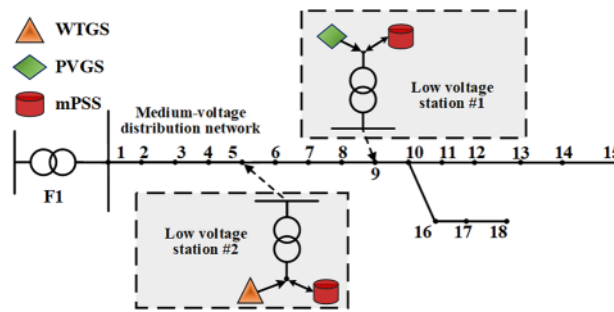 WTGS
PVGS
mPSS
Low voltage
station #1
Medium-voltage
distribution network
F1
1 2 3 4 5 6 7 8 9 10 11 12 13 14 15
16 17 18
Low voltage
station #2